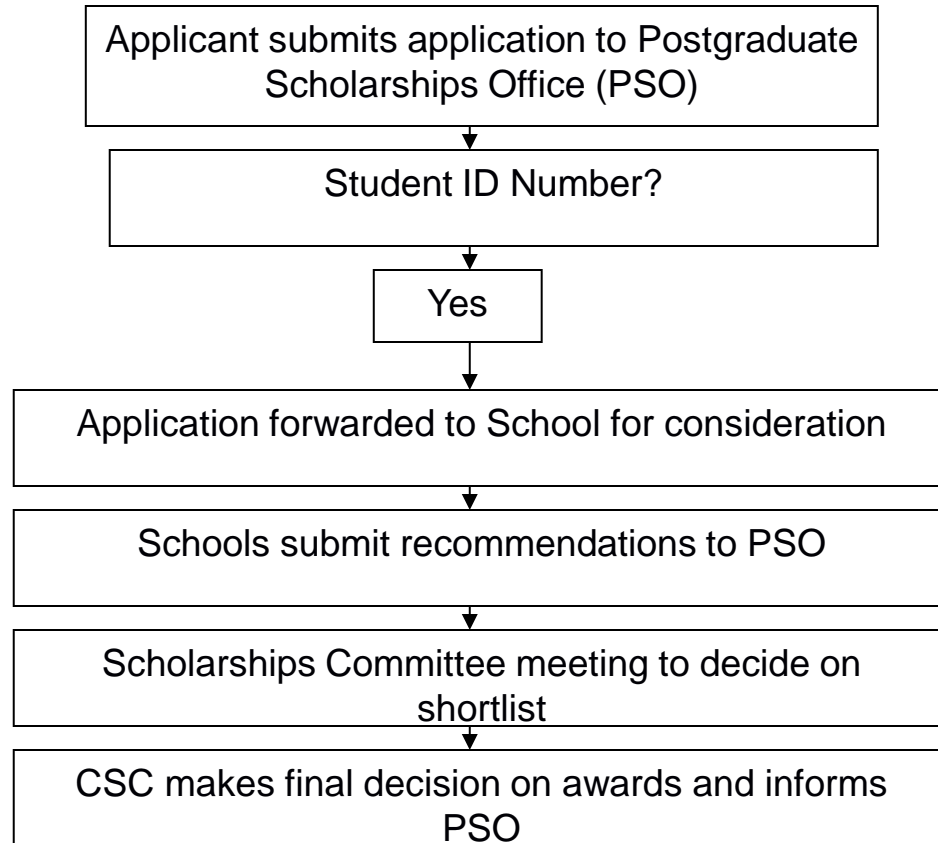 Applicant submits application to Postgraduate
Scholarships Office (PSO)
Student ID Number?
Yes
Application forwarded to School for consideration
Schools submit recommendations to PSO
Scholarships Committee meeting to decide on
shortlist
CSC makes final decision on awards and informs
PSO